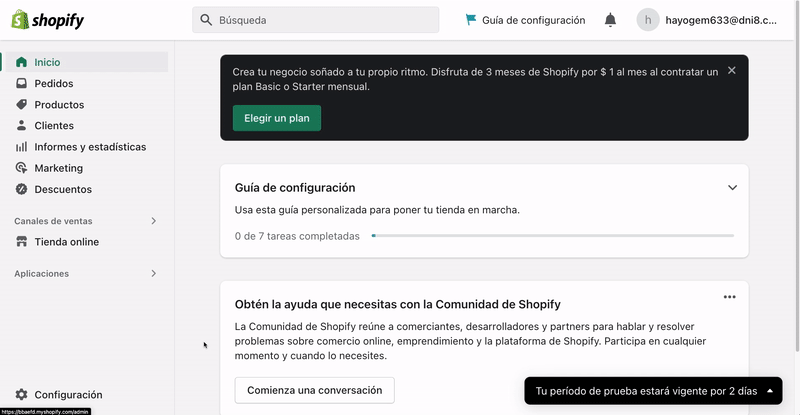 shopify
Búsqueda
Guía de configuración
h
hayogem633@dni8.c...
Inicio
Pedidos
Productos
Clientes
Informes y estadísticas
Marketing
Descuentos
Canales de ventas
Tienda online
Aplicaciones
Configuración
https://bbaefd.myshopify.com/admin
Crea tu negocio soñado a tu propio ritmo. Disfruta de 3 meses de Shopify por $ 1 al mes al contratar un
plan Basic o Starter mensual.
Elegir un plan
Guía de configuración
Usa esta guía personalizada para poner tu tienda en marcha.
0 de 7 tareas completadas
Obtén la ayuda que necesitas con la Comunidad de Shopify
La Comunidad de Shopify reúne a comerciantes, desarrolladores y partners para hablar y resolver
problemas sobre comercio online, emprendimiento y la plataforma de Shopify. Participa en cualquier
momento y cuando lo necesites.
Comienza una conversación
Tu período de prueba estará vigente por 2 días